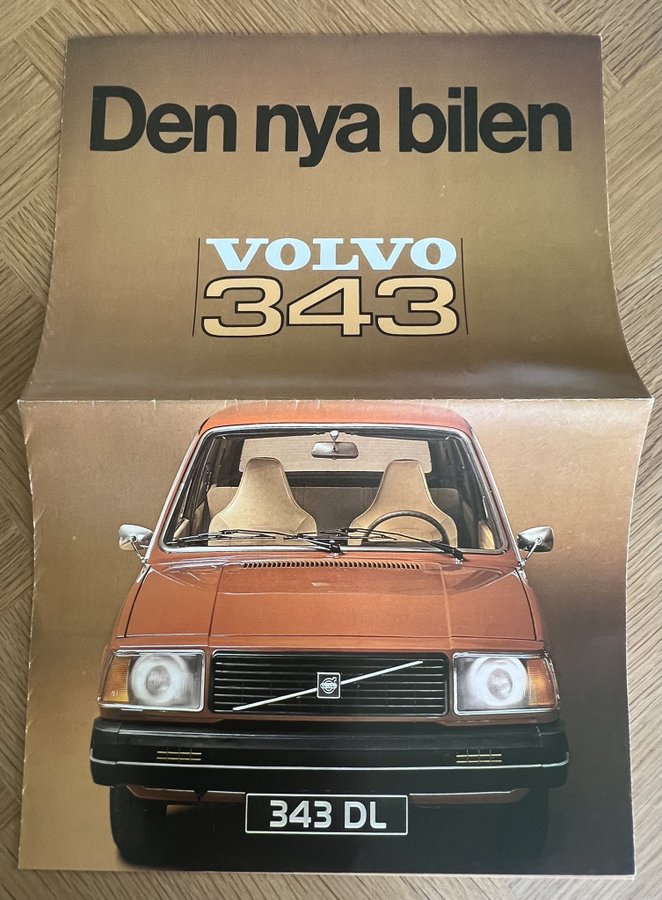 Den nya bilen
VOLVO
343
343 DL